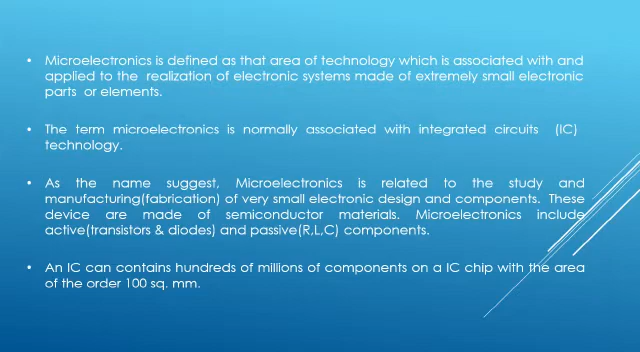 • Microelectronics is defined as that area of technology which is associated with and
applied to the realization of electronic systems made of extremely small electronic
parts or elements.
• The term microelectronics is normally associated with integrated circuits (IC)
technology.
• As the name suggest, Microelectronics is related to the study and
manufacturing(fabrication) of very small electronic design and components. These
device are made of semiconductor materials. Microelectronics include
active(transistors & diodes) and passive(R,L,C) components.
• An IC can contains hundreds of millions of components on a IC chip with the area
of the order 100 sq. mm.